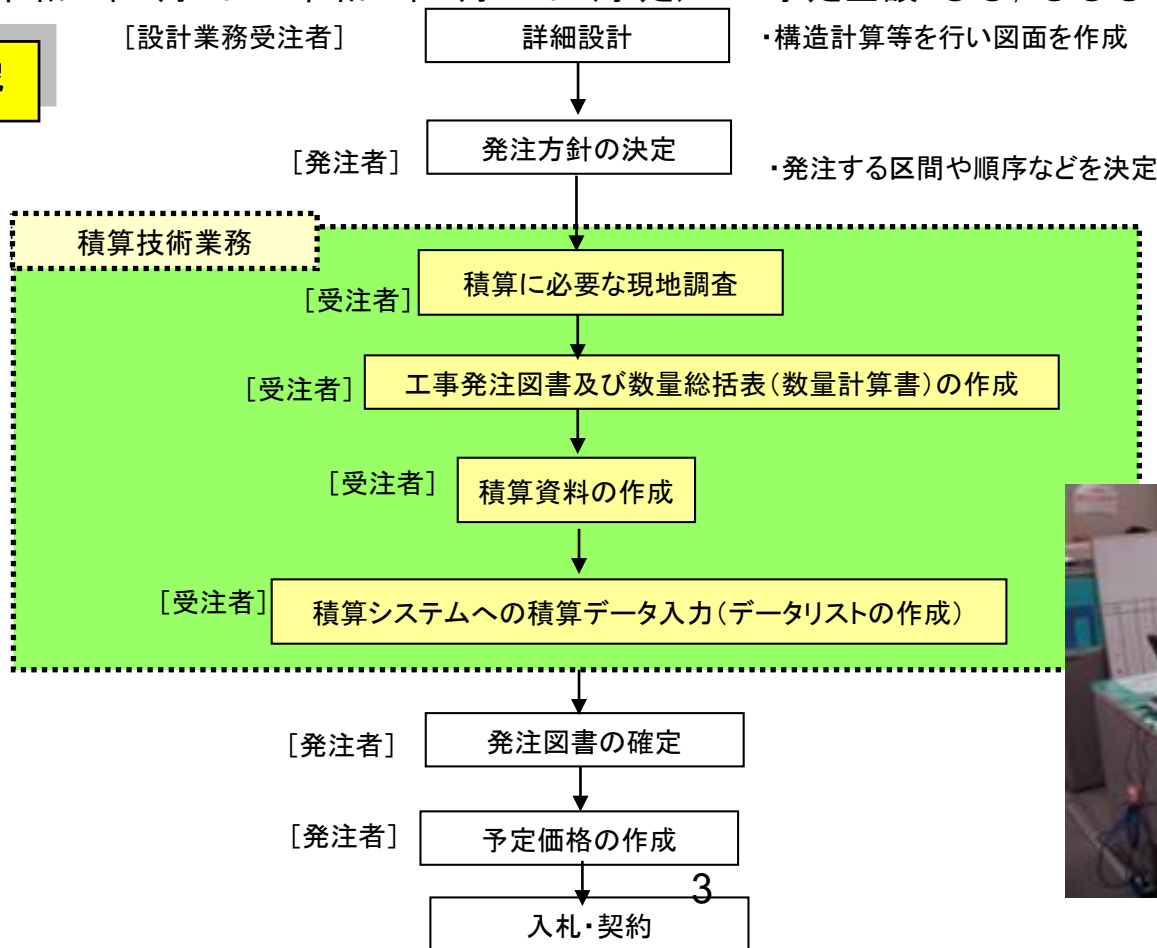 [設計業務受注者]
詳細設計
・構造計算等を行い図面を作成
[発注者]
発注方針の決定
・発注する区間や順序などを決定
積算技術業務
[受注者]
積算に必要な現地調査
[受注者]
工事発注図書及び数量総括表(数量計算書)の作成
[受注者]
積算資料の作成
[受注者]
積算システムへの積算データ入力(データリストの作成)
[発注者]
発注図書の確定
[発注者]
予定価格の作成
3
入札・契約